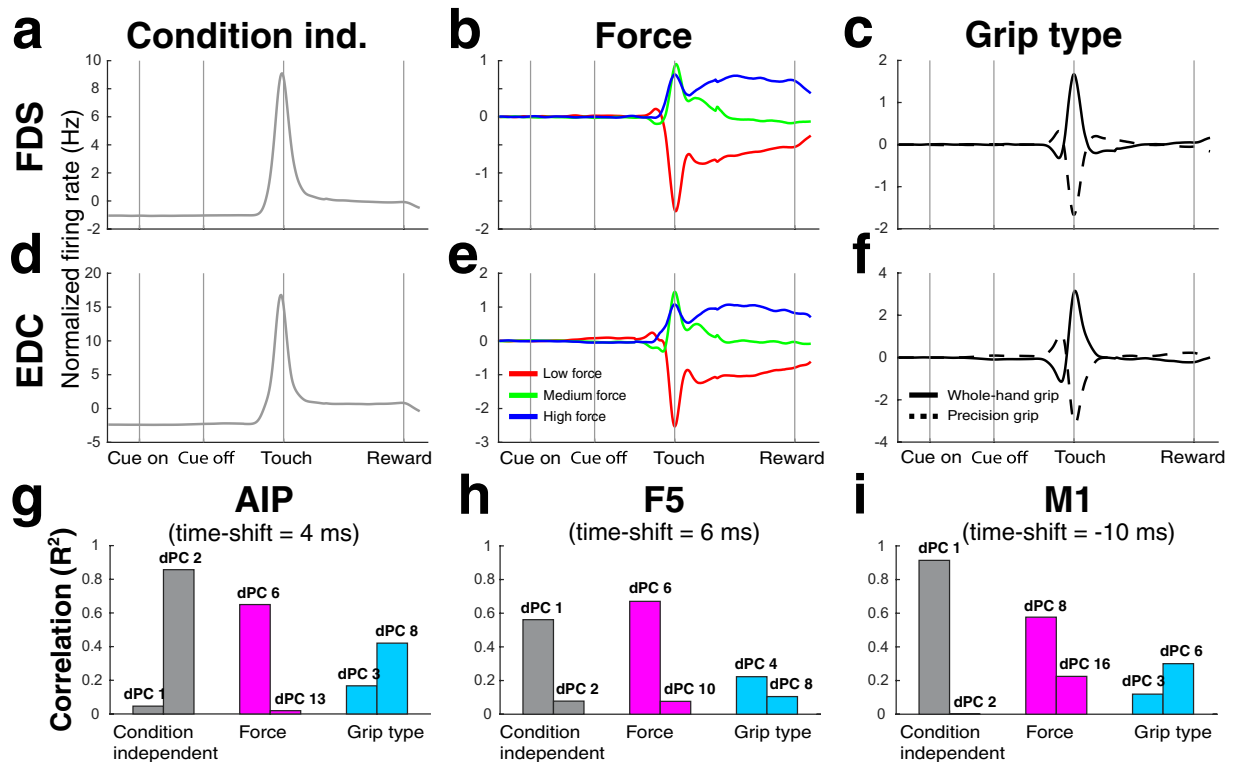 a
Condition ind.
b
Force
c
Grip type
FDS
Normalized firing rate (Hz)
10
8
6
4
2
0
-2
1
0
-1
-2
2
1
0
-1
-2
d
e
f
EDC
20
15
10
5
0
-5
2
1
0
-1
-2
-3
Low force
Medium force
High force
4
2
0
-2
-4
Whole-hand grip
Precision grip
Cue on Cue off Touch Reward
Cue on Cue off Touch Reward
Cue on Cue off Touch Reward
g
AIP
(time-shift = 4 ms)
h
F5
(time-shift = 6 ms)
i
M1
(time-shift = -10 ms)
Correlation (R²)
1
0.8
0.6
0.4
0.2
0
dPC 1
dPC 2
dPC 6
dPC 13
dPC 3
dPC 8
Condition independent
Force
Grip type
1
0.8
0.6
0.4
0.2
0
dPC 1
dPC 2
dPC 6
dPC 10
dPC 4
dPC 8
Condition independent
Force
Grip type
1
0.8
0.6
0.4
0.2
0
dPC 1
dPC 2
dPC 8
dPC 16
dPC 3
dPC 6
Condition independent
Force
Grip type